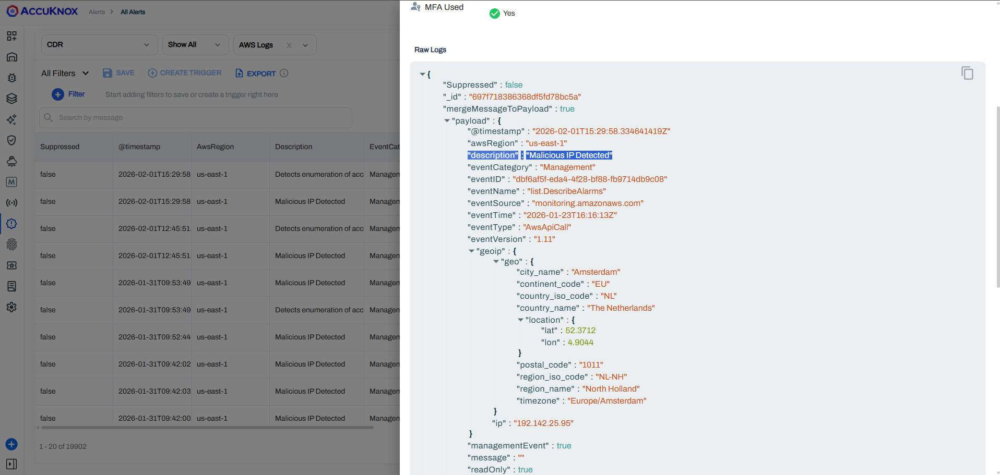 ACCUKNOX
Alerts > All Alerts
CDR
Show All
AWS Logs
All Filters
SAVE
CREATE TRIGGER
EXPORT
Filter
Start adding filters to save or create a trigger right here
Search by message
Suppressed @timestamp AwsRegion Description EventCat
false 2026-02-01T15:29:58 us-east-1 Detects enumeration of acc Managem
false 2026-02-01T15:29:58 us-east-1 Malicious IP Detected Managem
false 2026-02-01T12:45:51. us-east-1 Detects enumeration of acc Managem
false 2026-02-01T12:45:51. us-east-1 Malicious IP Detected Managem
false 2026-01-31T09:53:49 us-east-1 Malicious IP Detected Managem
false 2026-01-31T09:53:49 us-east-1 Detects enumeration of acc Managem
false 2026-01-31T09:52:44 us-east-1 Malicious IP Detected Managem
false 2026-01-31T09:42:02 us-east-1 Malicious IP Detected Managem
false 2026-01-31T09:42:03 us-east-1 Malicious IP Detected Managem
false 2026-01-31T09:42:00 us-east-1 Malicious IP Detected Managem
1 - 20 of 19902
M
MFA Used
Yes
Raw Logs
{
"Suppressed" : false
"_id" : "697f718386368df5fd78bc5a"
"mergeMessageToPayload" : true
"payload" : {
"@timestamp" : "2026-02-01T15:29:58.334641419Z"
"awsRegion" : "us-east-1"
"description" : "Malicious IP Detected"
"eventCategory" : "Management"
"eventID" : "dbf6af5f-eda4-4f28-bf88-fb9714db9c08"
"eventName" : "list.DescribeAlarms"
"eventSource" : "monitoring.amazonaws.com"
"eventTime" : "2026-01-23T16:16:13Z"
"eventType" : "AwsApiCall"
"eventVersion" : "1.11"
"geoip" : {
"geo" : {
"city_name" : "Amsterdam"
"continent_code" : "EU"
"country_iso_code" : "NL"
"country_name" : "The Netherlands"
"location" : {
"lat" : 52.3712
"lon" : 4.9044
}
"postal_code" : "1011"
"region_iso_code" : "NL-NH"
"region_name" : "North Holland"
"timezone" : "Europe/Amsterdam"
}
"ip" : "192.142.25.95"
}
"managementEvent" : true
"message" : ""
"readOnly" : true